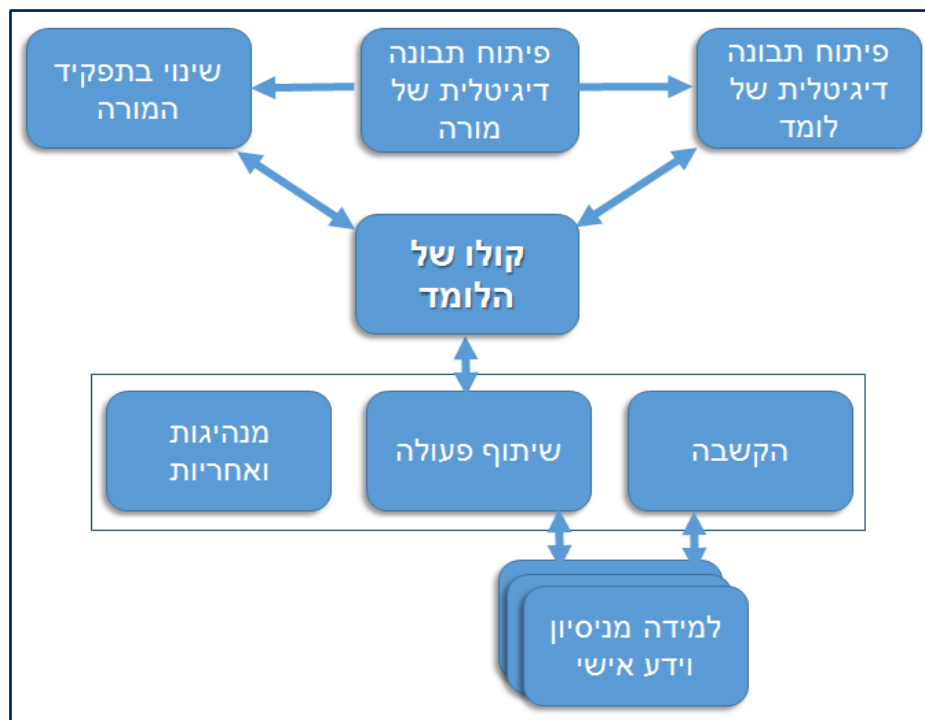 פיתוח תבונה
דיגיטלית של
לומד
פיתוח תבונה
דיגיטלית של
מורה
שינוי בתפקיד
המורה
קולו של
הלומד
הקשבה
שיתוף פעולה
מנהיגות
ואחריות
למידה מניסיון
וידע אישי